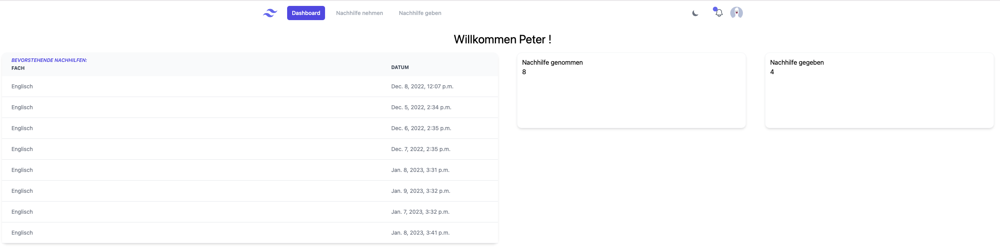 Dashboard Nachhilfe nehmen Nachhilfe geben
Willkommen Peter !
BEVORSTEHENDE NACHHILFEN:
FACH DATUM
Englisch Dec. 8, 2022, 12:07 p.m.
Englisch Dec. 5, 2022, 2:34 p.m.
Englisch Dec. 6, 2022, 2:35 p.m.
Englisch Dec. 7, 2022, 2:35 p.m.
Englisch Jan. 8, 2023, 3:31 p.m.
Englisch Jan. 9, 2023, 3:32 p.m.
Englisch Jan. 7, 2023, 3:32 p.m.
Englisch Jan. 8, 2023, 3:41 p.m.
Nachhilfe genommen
8
Nachhilfe gegeben
4